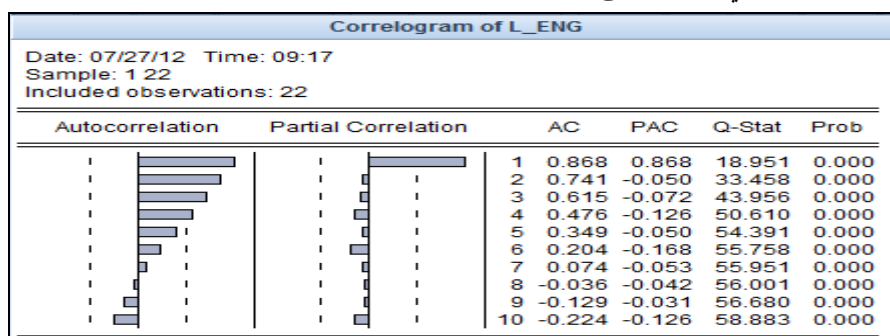 Correlogram of L_ENG
Date: 07/27/12 Time: 09:17
Sample: 1 22
Included observations: 22
Autocorrelation Partial Correlation AC PAC Q-Stat Prob
1 0.868 0.868 18.951 0.000
2 0.741 -0.050 33.458 0.000
3 0.615 -0.072 43.956 0.000
4 0.476 -0.126 50.610 0.000
5 0.349 -0.050 54.391 0.000
6 0.204 -0.168 55.758 0.000
7 0.074 -0.053 55.951 0.000
8 -0.036 -0.042 56.001 0.000
9 -0.129 -0.031 56.680 0.000
10 -0.224 -0.126 58.883 0.000